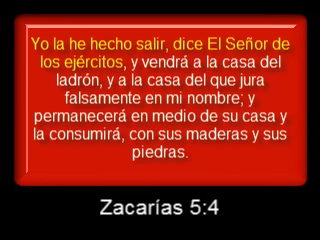 Yo la he hecho salir, dice El Señor de
los ejércitos, y vendrá a la casa del
ladrón, y a la casa del que jura
falsamente en mi nombre; y
permanecerá en medio de su casa y
la consumirá, con sus maderas y sus
piedras.
Zacarías 5:4